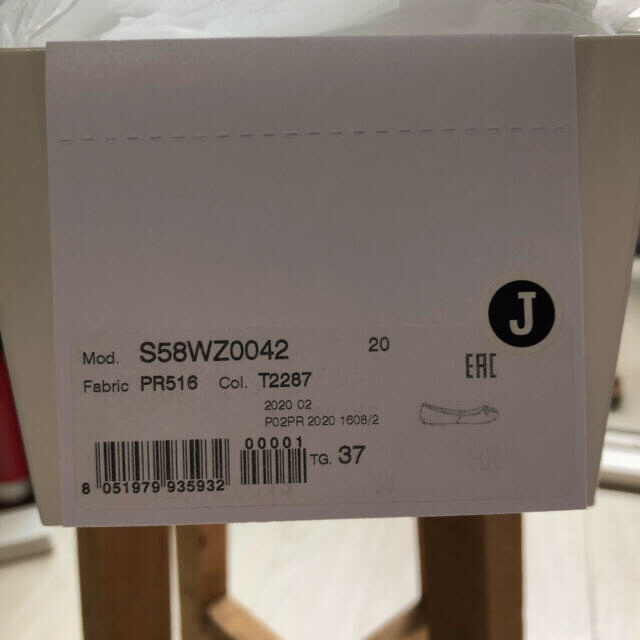 J
Mod. S58WZ0042 20
EAC
Fabric PR516 Col. T2287
2020 02
P02PR 2020 1608/2
00001
TG. 37
8 051979 935932